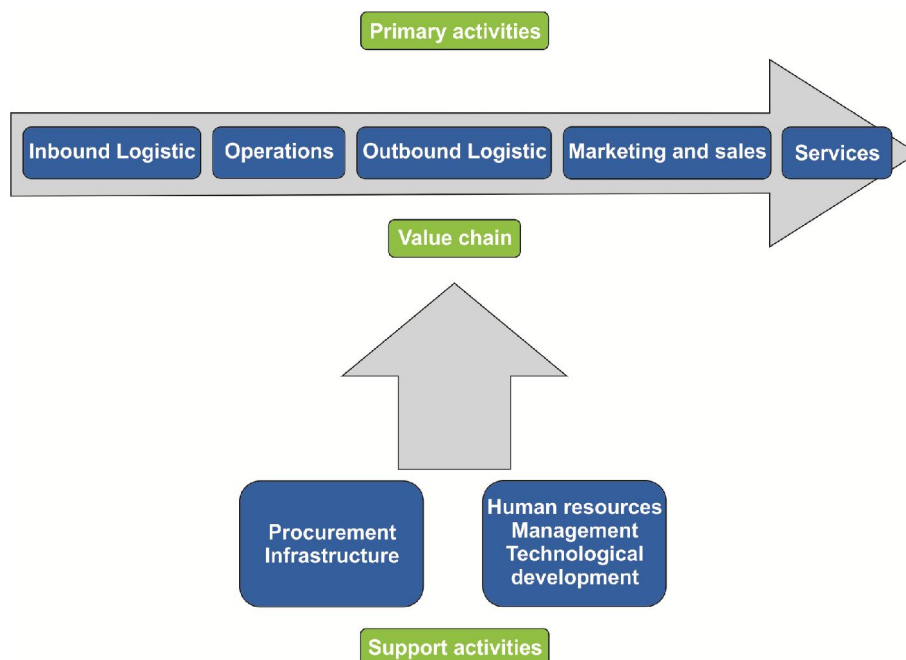 Primary activities
Inbound Logistic
Operations
Outbound Logistic
Marketing and sales
Services
Value chain
Procurement
Infrastructure
Human resources
Management
Technological
development
Support activities